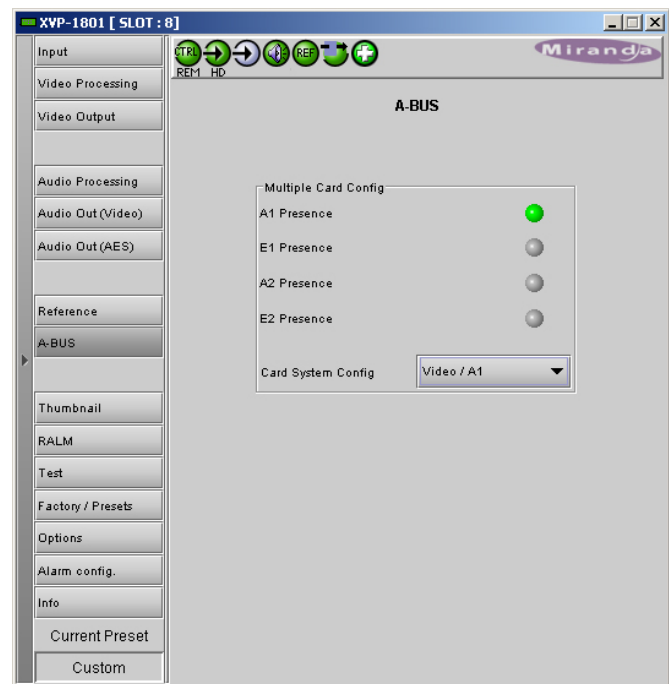 XVP-1801 [ SLOT : 8]
Input
Video Processing
Video Output
Audio Processing
Audio Out (Video)
Audio Out (AES)
Reference
A-BUS
Thumbnail
RALM
Test
Factory / Presets
Options
Alarm config.
Info
Current Preset
Custom
CTRL
REF
REM HD
Miranda
A-BUS
Multiple Card Config
A1 Presence
E1 Presence
A2 Presence
E2 Presence
Card System Config Video / A1